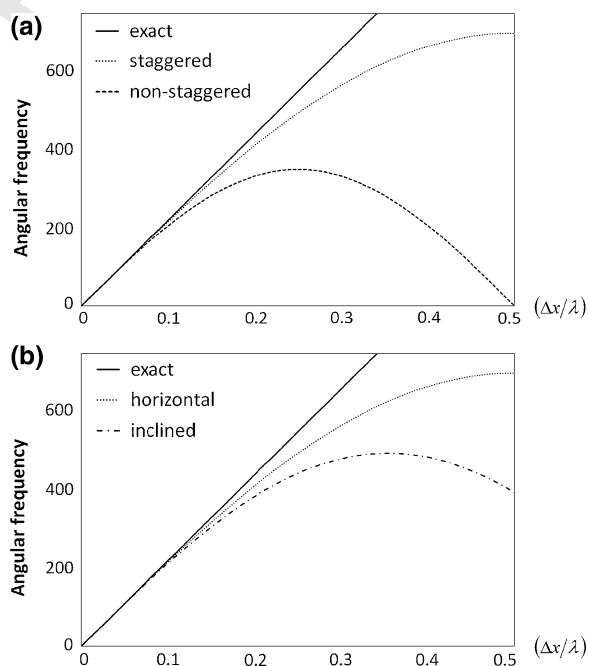 (a)
exact
staggered
non-staggered
Angular frequency
600
400
200
0
0 0.1 0.2 0.3 0.4 0.5 (Δx/λ)
(b)
exact
horizontal
inclined
Angular frequency
600
400
200
0
0 0.1 0.2 0.3 0.4 0.5 (Δx/λ)